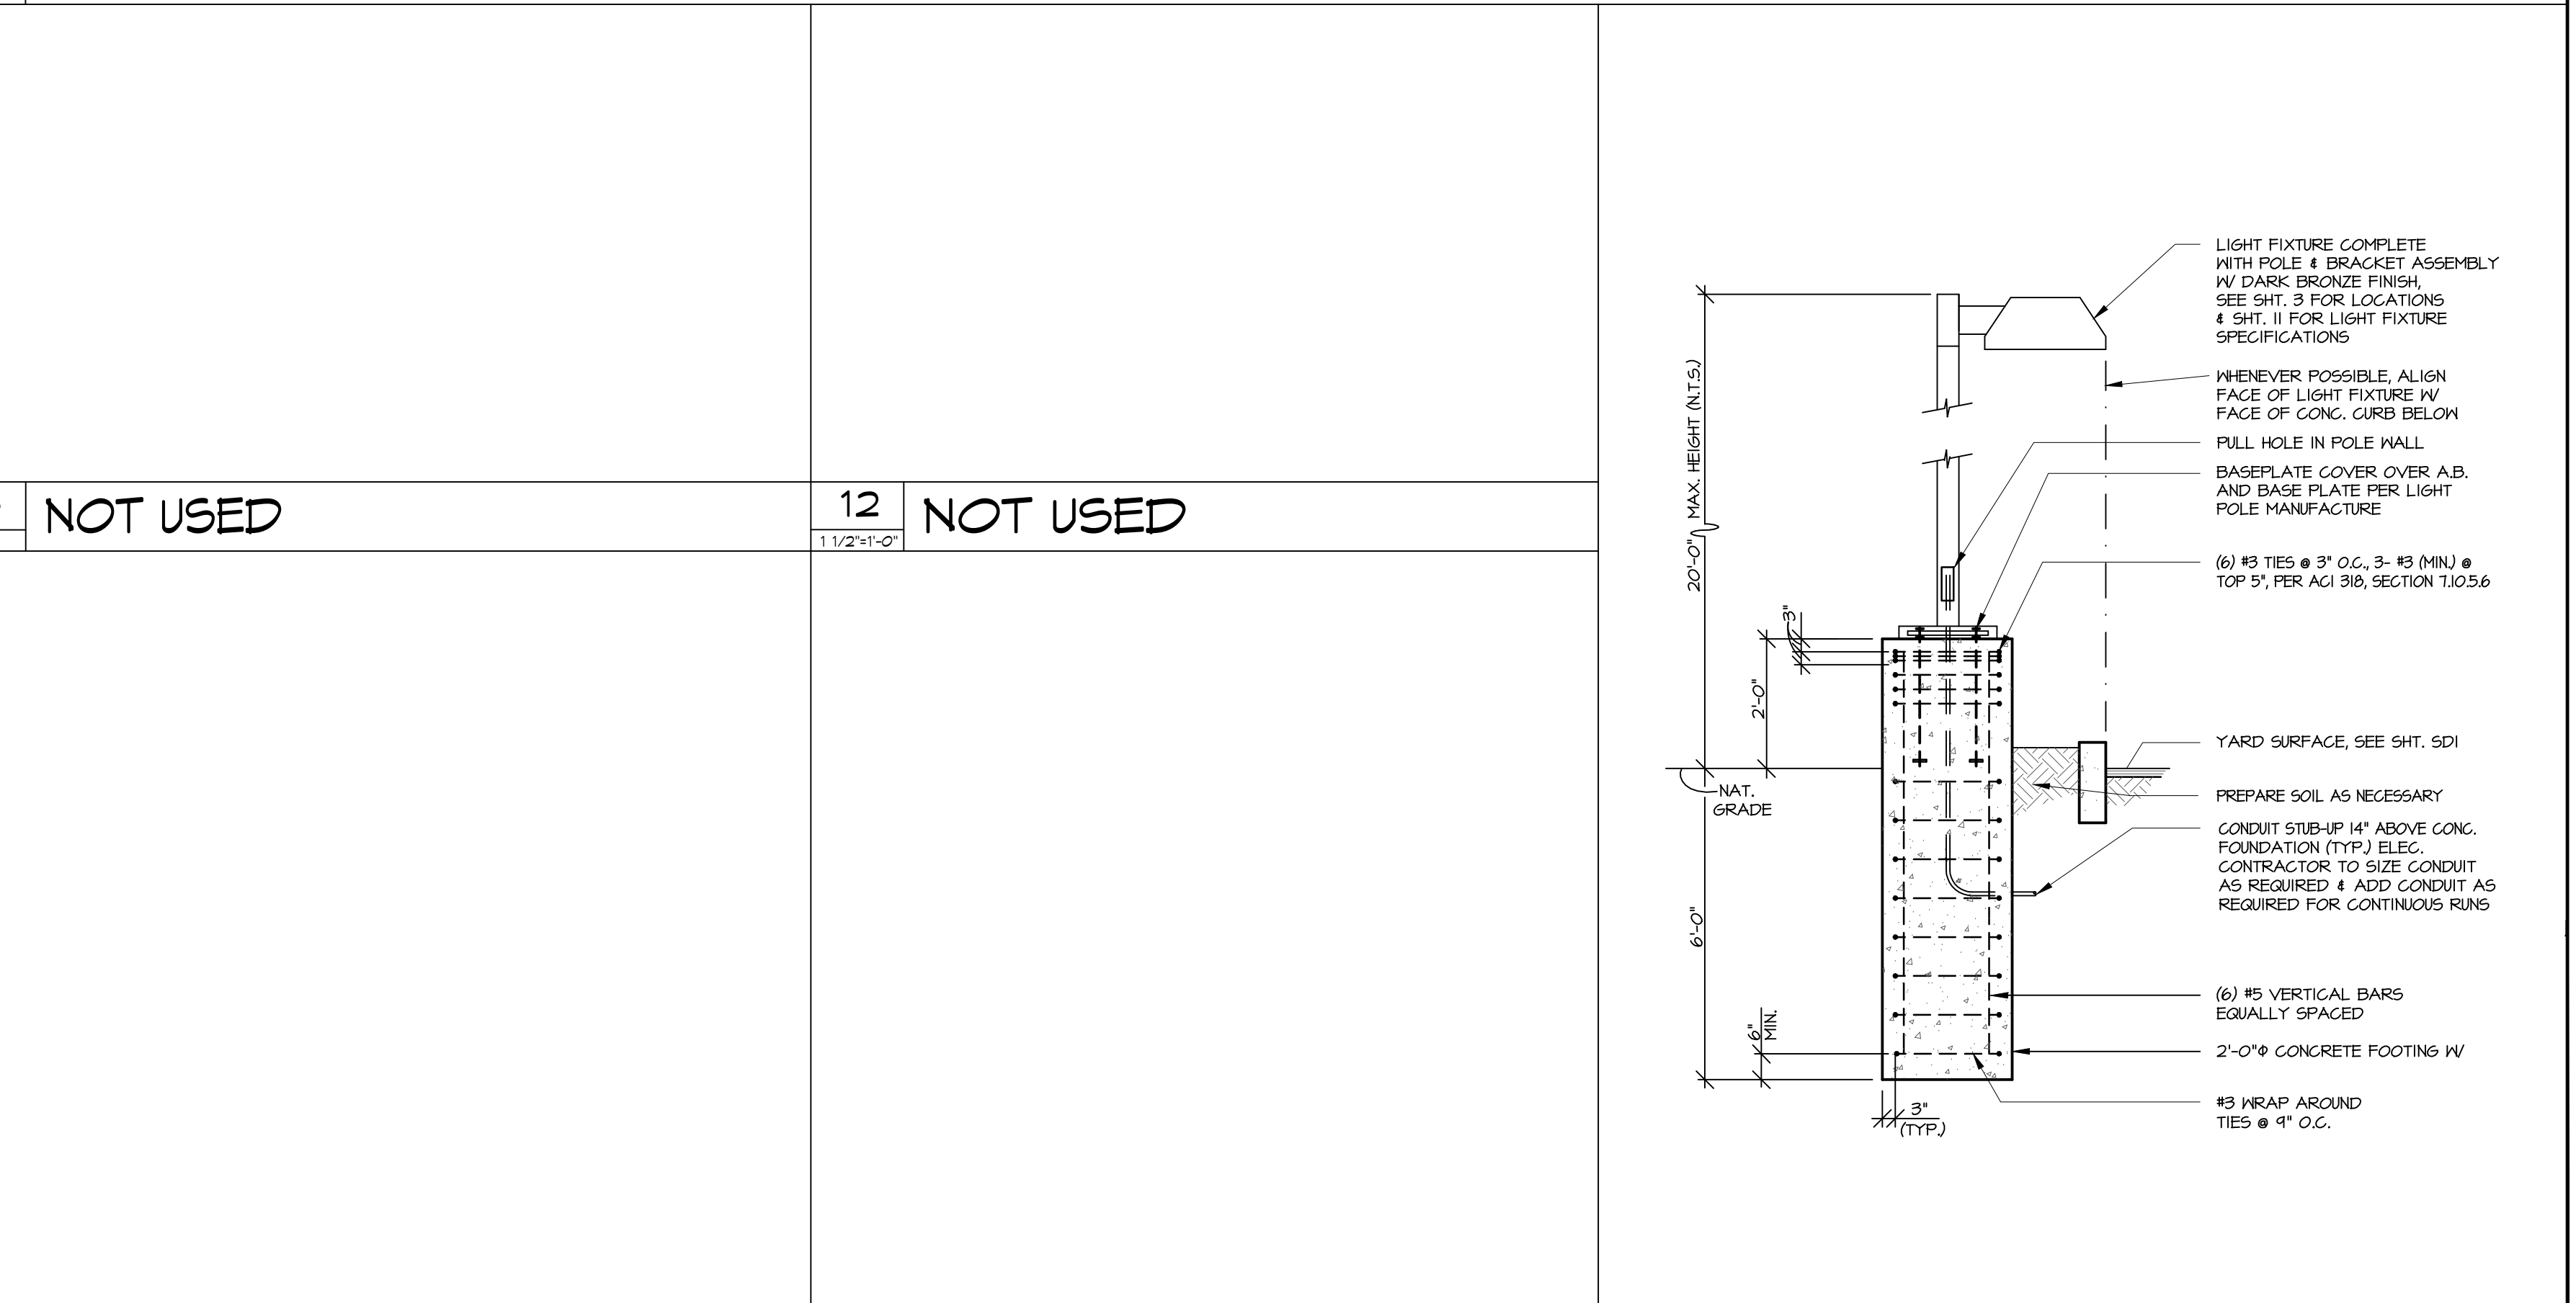 NOT USED
12
1 1/2"=1'-0"
NOT USED
LIGHT FIXTURE COMPLETE
WITH POLE & BRACKET ASSEMBLY
W/ DARK BRONZE FINISH,
SEE SHT. 3 FOR LOCATIONS
& SHT. 11 FOR LIGHT FIXTURE
SPECIFICATIONS
WHENEVER POSSIBLE, ALIGN
FACE OF LIGHT FIXTURE W/
FACE OF CONC. CURB BELOW
PULL HOLE IN POLE WALL
BASEPLATE COVER OVER A.B.
AND BASE PLATE PER LIGHT
POLE MANUFACTURE
(6) #3 TIES @ 3" O.C., 3- #3 (MIN.) @
TOP 5", PER ACI 318, SECTION 7.10.5.6
20'-0" MAX. HEIGHT (N.T.S.)
3"
2'-0"
NAT.
GRADE
YARD SURFACE, SEE SHT. SD1
PREPARE SOIL AS NECESSARY
CONDUIT STUB-UP 14" ABOVE CONC.
FOUNDATION (TYP.) ELEC.
CONTRACTOR TO SIZE CONDUIT
AS REQUIRED & ADD CONDUIT AS
REQUIRED FOR CONTINUOUS RUNS
6'-0"
(6) #5 VERTICAL BARS
EQUALLY SPACED
6"
MIN.
2'-0"Φ CONCRETE FOOTING W/
#3 WRAP AROUND
TIES @ 9" O.C.
3"
(TYP.)